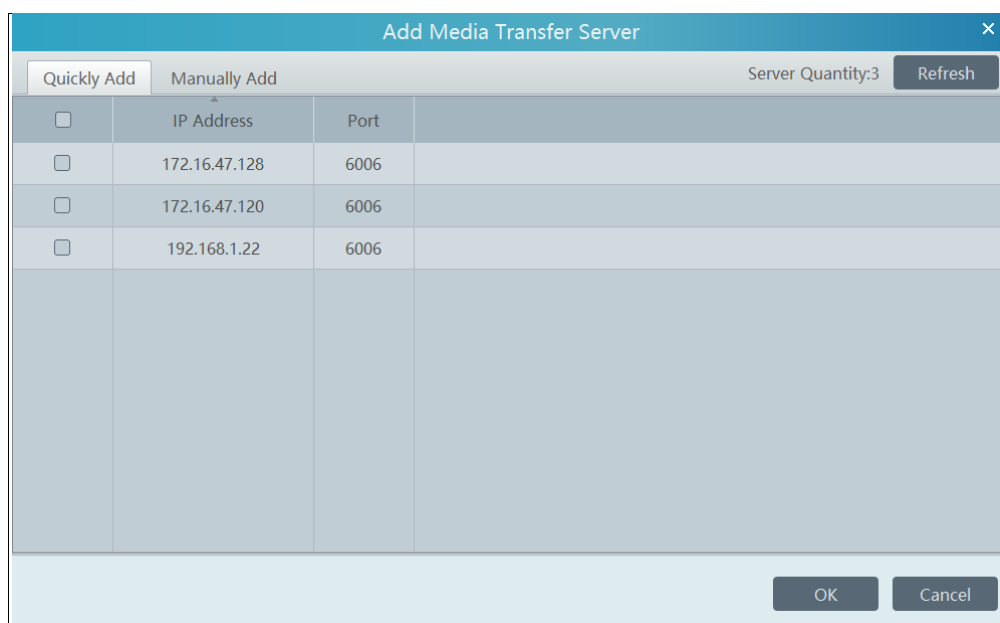 Add Media Transfer Server
Quickly Add Manually Add Server Quantity:3 Refresh
IP Address Port
172.16.47.128 6006
172.16.47.120 6006
192.168.1.22 6006
OK Cancel